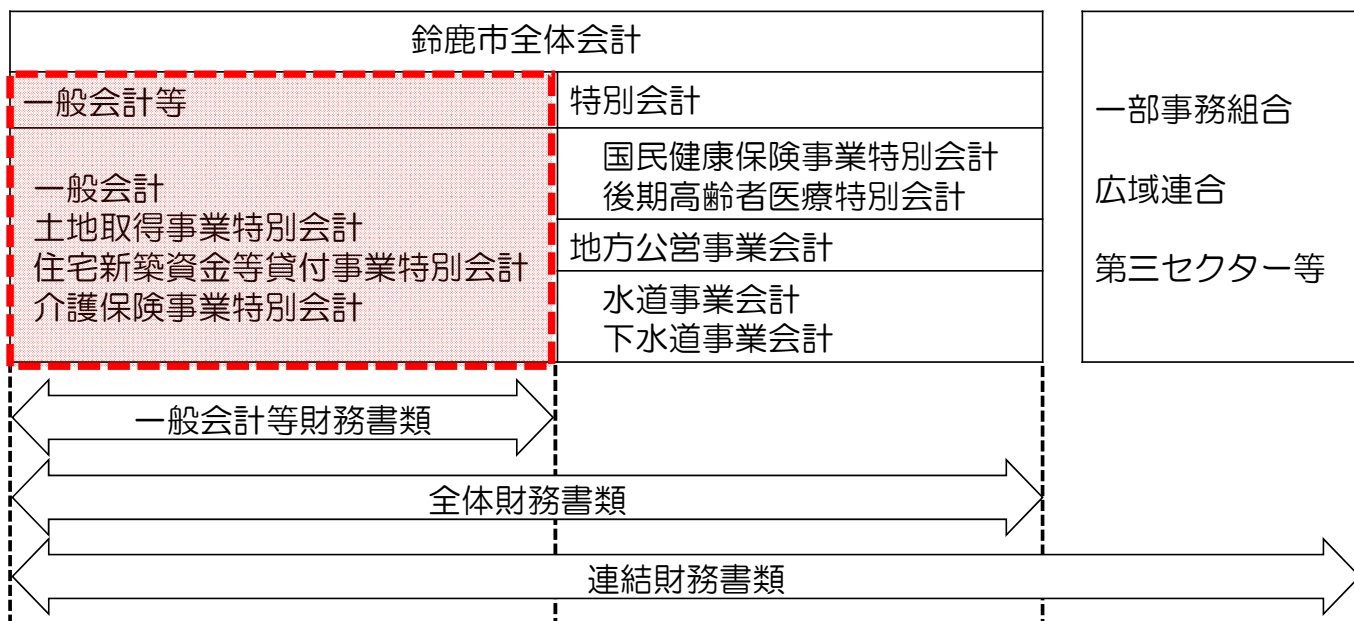 鈴鹿市全体会計
一般会計等
一般会計
土地取得事業特別会計
住宅新築資金等貸付事業特別会計
介護保険事業特別会計
特別会計
国民健康保険事業特別会計
後期高齢者医療特別会計
地方公営事業会計
水道事業会計
下水道事業会計
一部事務組合
広域連合
第三セクター等
一般会計等財務書類
全体財務書類
連結財務書類